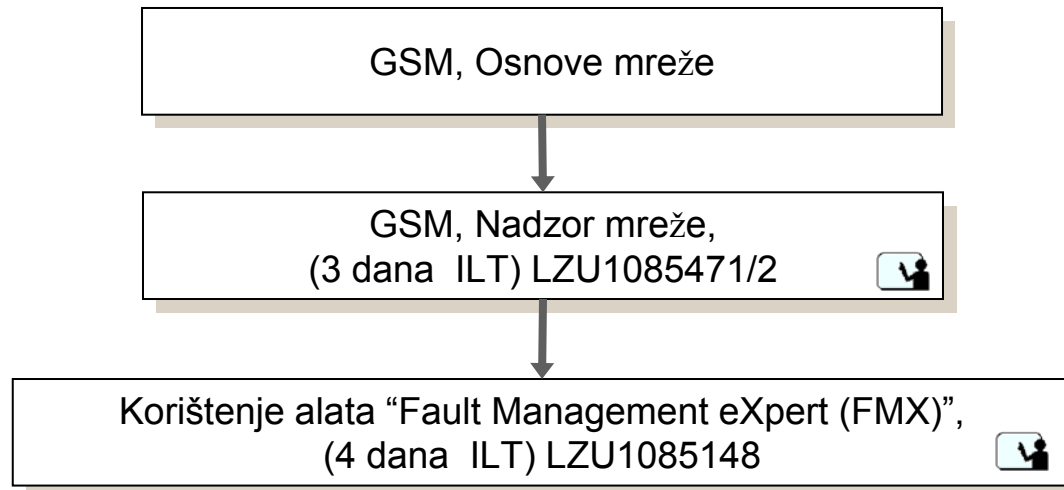 GSM, Osnove mreže
GSM, Nadzor mreže,
(3 dana  ILT) LZU1085471/2
Korištenje alata “Fault Management eXpert (FMX)”,
(4 dana  ILT) LZU1085148